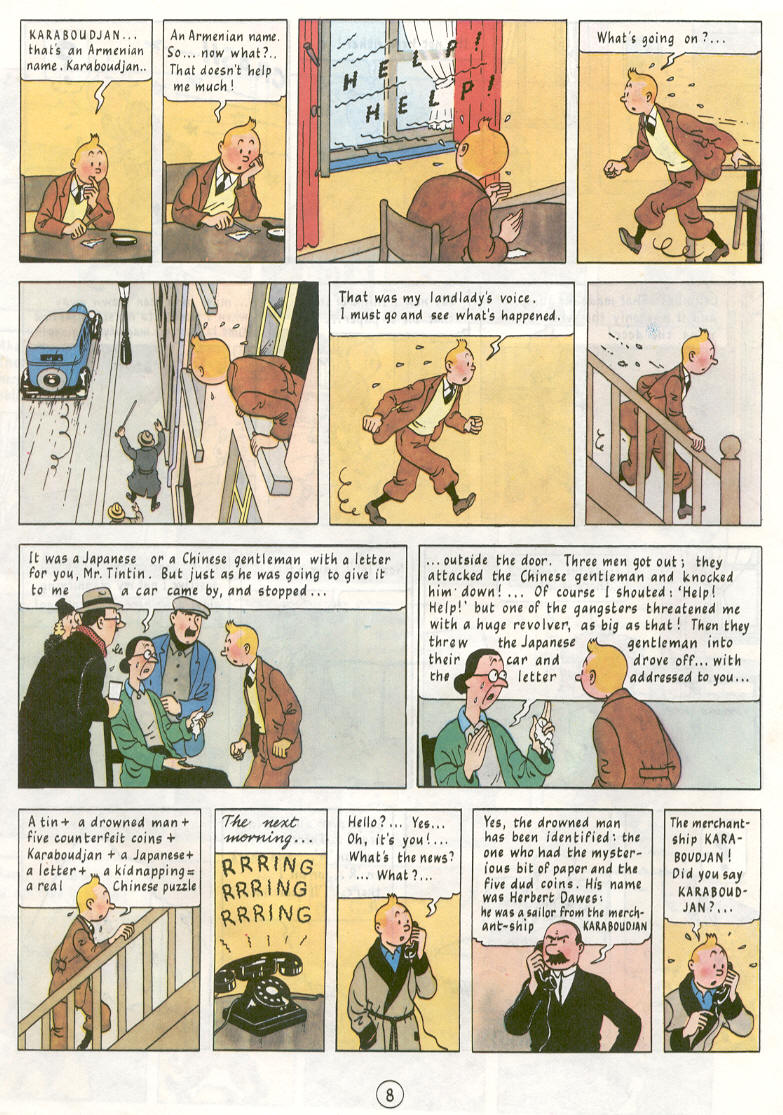 KARABOUDJAN...
that's an Armenian
name. Karaboudjan..
An Armenian name.
So... now what?..
That doesn't help
me much!
HELP!
HELP!
What's going on?...
That was my landlady's voice.
I must go and see what's happened.
It was a Japanese or a Chinese gentleman with a letter
for you, Mr. Tintin. But just as he was going to give it
to me a car came by, and stopped...
...outside the door. Three men got out; they
attacked the Chinese gentleman and knocked
him down!... Of course I shouted: 'Help!
Help!' but one of the gangsters threatened me
with a huge revolver, as big as that! Then they
threw the Japanese gentleman into
their car and drove off... with
the letter addressed to you...
A tin + a drowned man +
five counterfeit coins +
Karaboudjan + a Japanese +
a letter + a kidnapping =
a real Chinese puzzle
The next
morning...
RRRING
RRRING
RRRING
Hello?... Yes...
Oh, it's you!...
What's the news?
What?...
Yes, the drowned man
has been identified: the
one who had the myster-
ious bit of paper and the
five dud coins. His name
was Herbert Dawes:
he was a sailor from the merch-
ant-ship KARABOUDJAN
The merchant-
ship KARA-
BOUDJAN!
Did you say
KARABOUD-
JAN?...
8